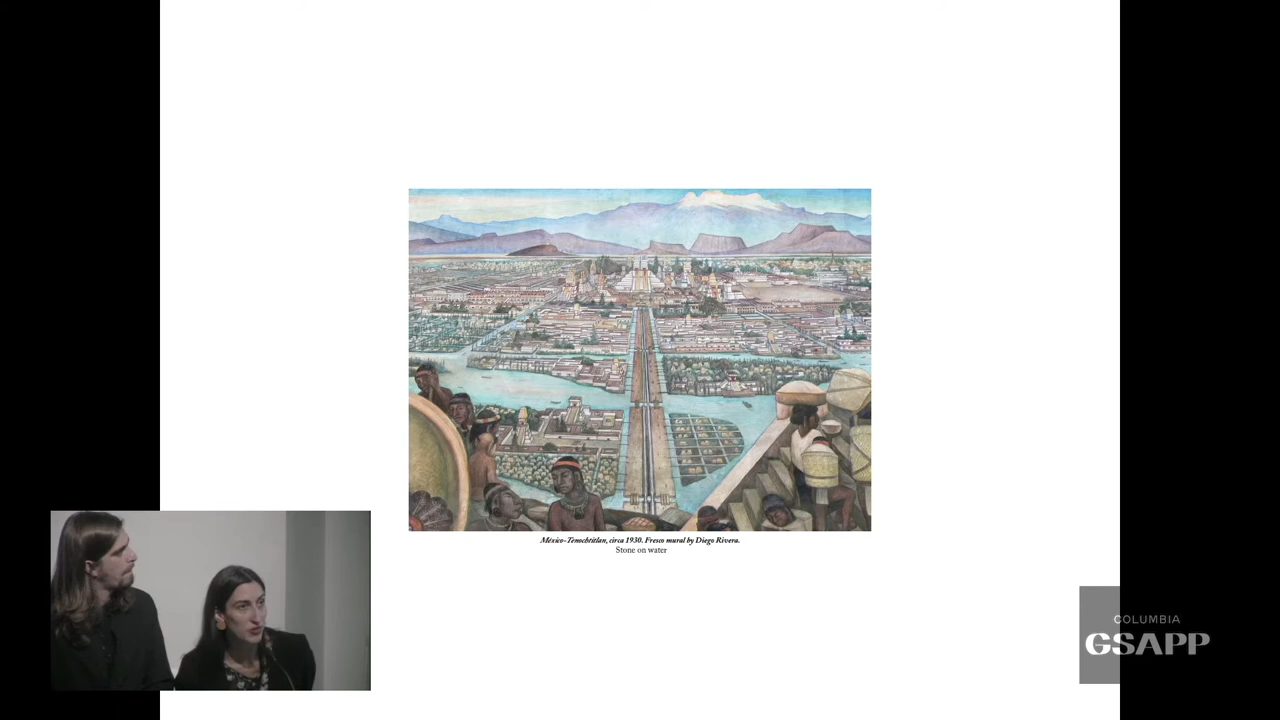 México–Tenochtitlan, circa 1930. Fresco mural by Diego Rivera.
Stone on water
COLUMBIA
GSAPP